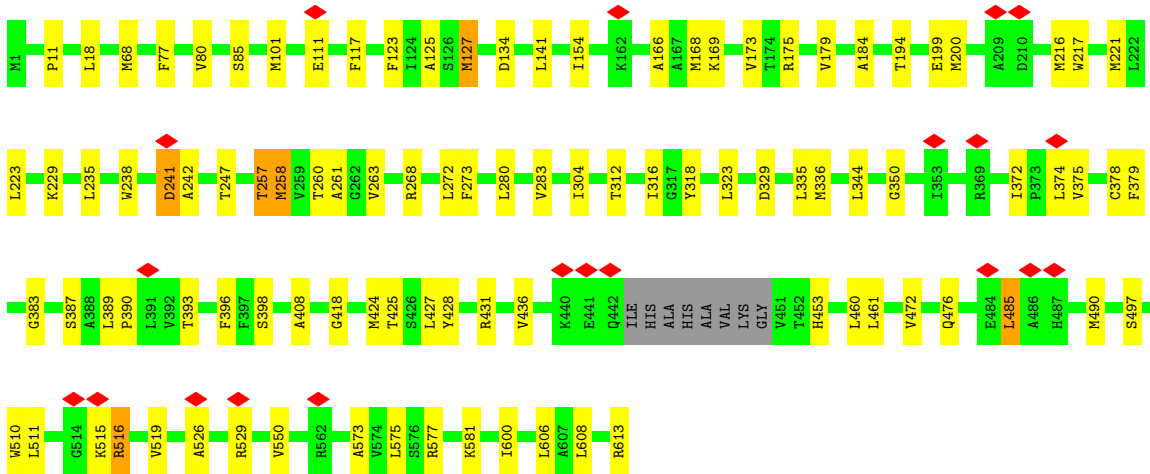 M1 P11 L18 M68 F77 V80 S85 M101 E111 F117 F123 I124 A125 S126 M127 D134 L141 I154 K162 A166 A167 M168 K169 V173 T174 R175 V179 A184 T194 E199 M200 A209 D210 M216 W217 M221 L222
L223 K229 L235 W238 D241 A242 T247 T257 M258 V259 T260 A261 G262 V263 R268 L272 F273 L280 V283 I304 T312 I316 G317 Y318 L323 D329 L335 M336 L344 G350 I353 R369 I372 P373 L374 V375 C378 F379
G383 S387 A388 L389 P390 L391 V392 T393 F396 F397 S398 A408 G418 M424 T425 S426 L427 Y428 R431 V436 K440 E441 Q442 ILE HIS ALA HIS ALA VAL LYS GLY V451 T452 H453 L460 L461 V472 Q476 E484 L485 A486 H487 M490 S497
W510 L511 G514 K515 R516 V519 A526 R529 V550 R562 A573 V574 L575 S576 R577 K581 I600 L606 A607 L608 R613